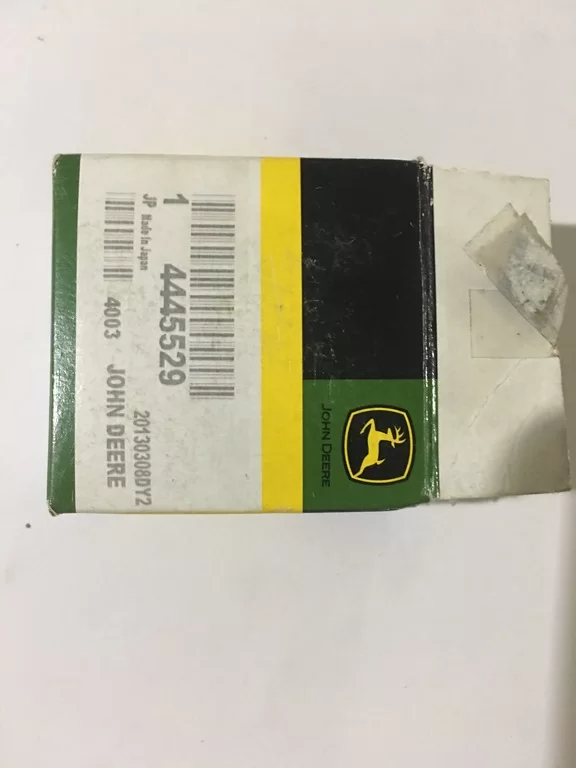 1 4445529
JP Made in Japan
20130308DY2
4003 JOHN DEERE
JOHN DEERE